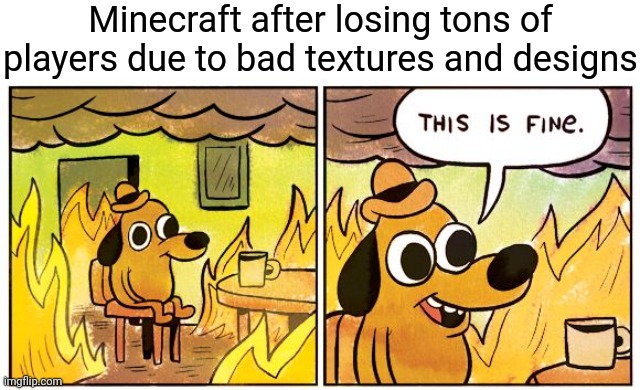 Minecraft after losing tons of
players due to bad textures and designs
THIS IS FINE.
imgflip.com